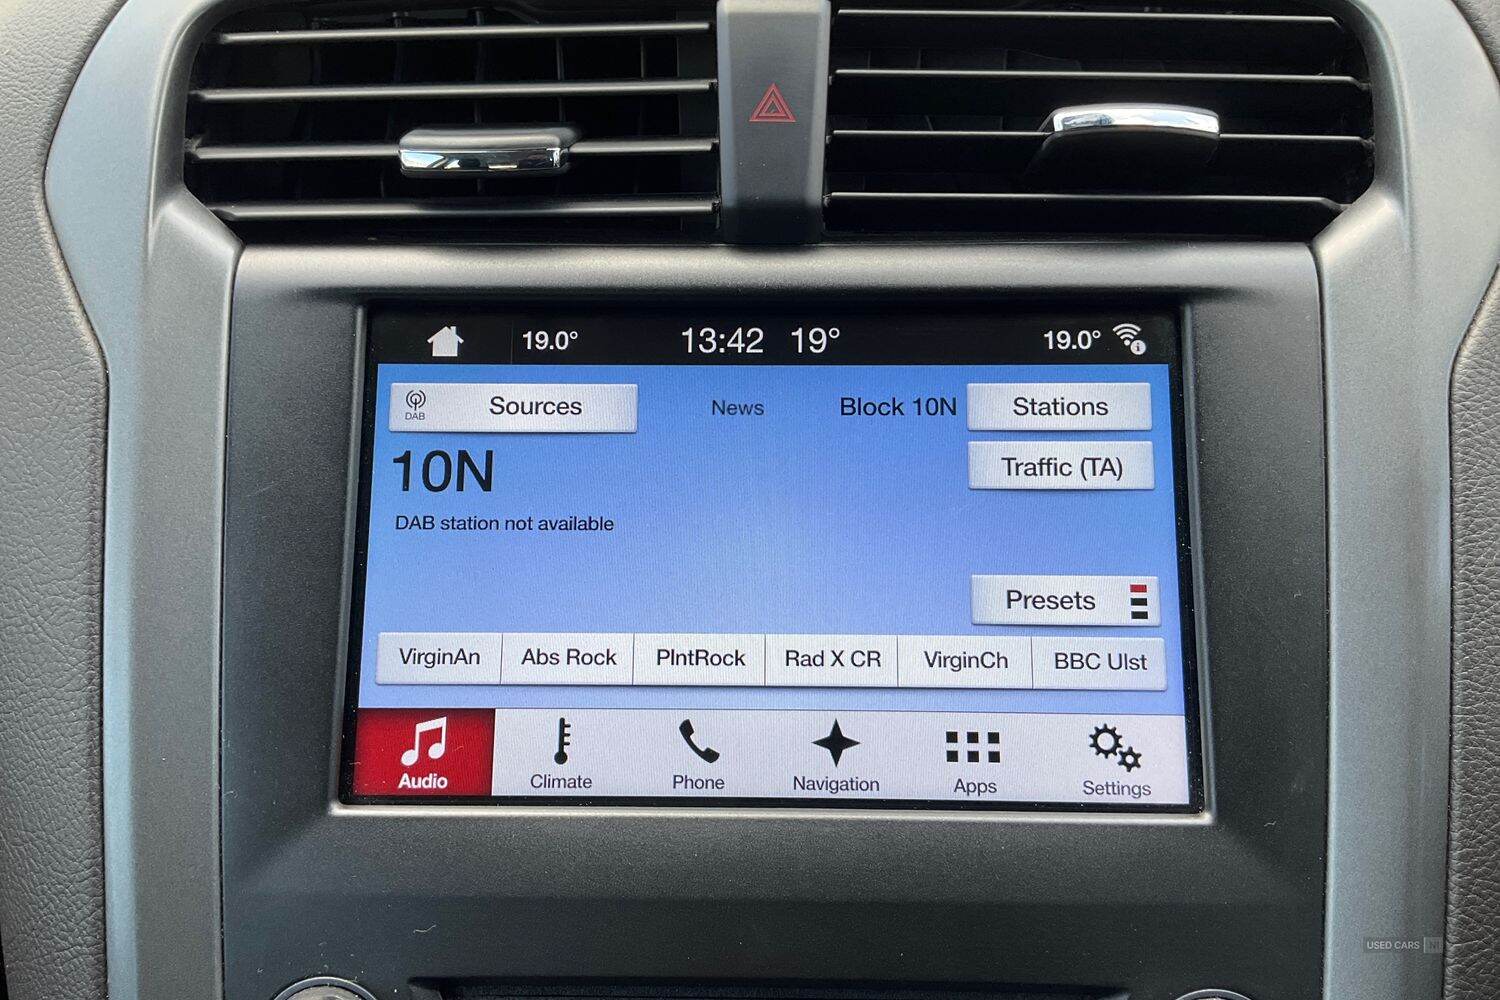 19.0° 13:42 19° 19.0°
DAB Sources News Block 10N Stations
10N Traffic (TA)
DAB station not available
Presets
VirginAn Abs Rock PlntRock Rad X CR VirginCh BBC Ulst
Audio Climate Phone Navigation Apps Settings
USED CARS NI